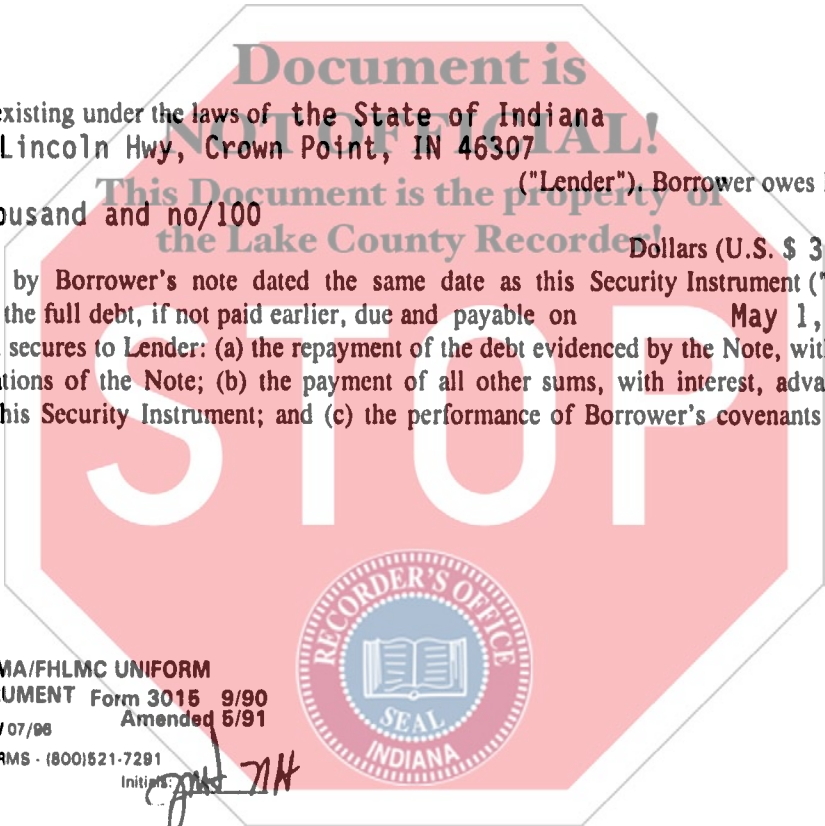 Document is
existing under the laws of the State of Indiana
NOT OFFICIAL!
Lincoln Hwy, Crown Point, IN 46307
("Lender"). Borrower owes
This Document is the property of
ousand and no/100
the Lake County Recorder!
Dollars (U.S. $ 3
by Borrower's note dated the same date as this Security Instrument ("
the full debt, if not paid earlier, due and payable on May 1,
secures to Lender: (a) the repayment of the debt evidenced by the Note, wit
tions of the Note; (b) the payment of all other sums, with interest, adva
his Security Instrument; and (c) the performance of Borrower's covenants
STOP
RECORDER'S OFFICE
SEAL
INDIANA
MA/FHLMC UNIFORM
UMENT Form 3015 9/90
Amended 5/91
07/96
RMS - (800)521-7291
Initials: